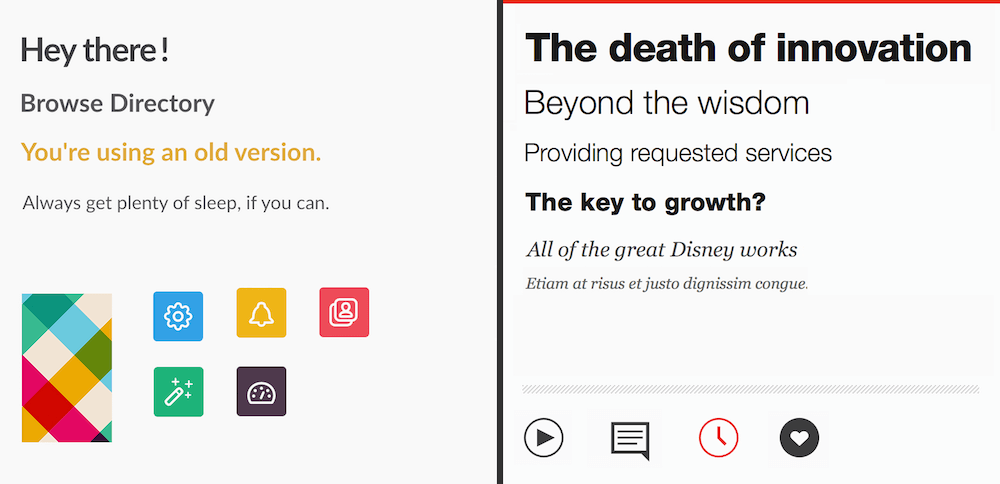 Hey there!
Browse Directory
You're using an old version.
Always get plenty of sleep, if you can.
The death of innovation
Beyond the wisdom
Providing requested services
The key to growth?
All of the great Disney works
Etiam at risus et justo dignissim congue.